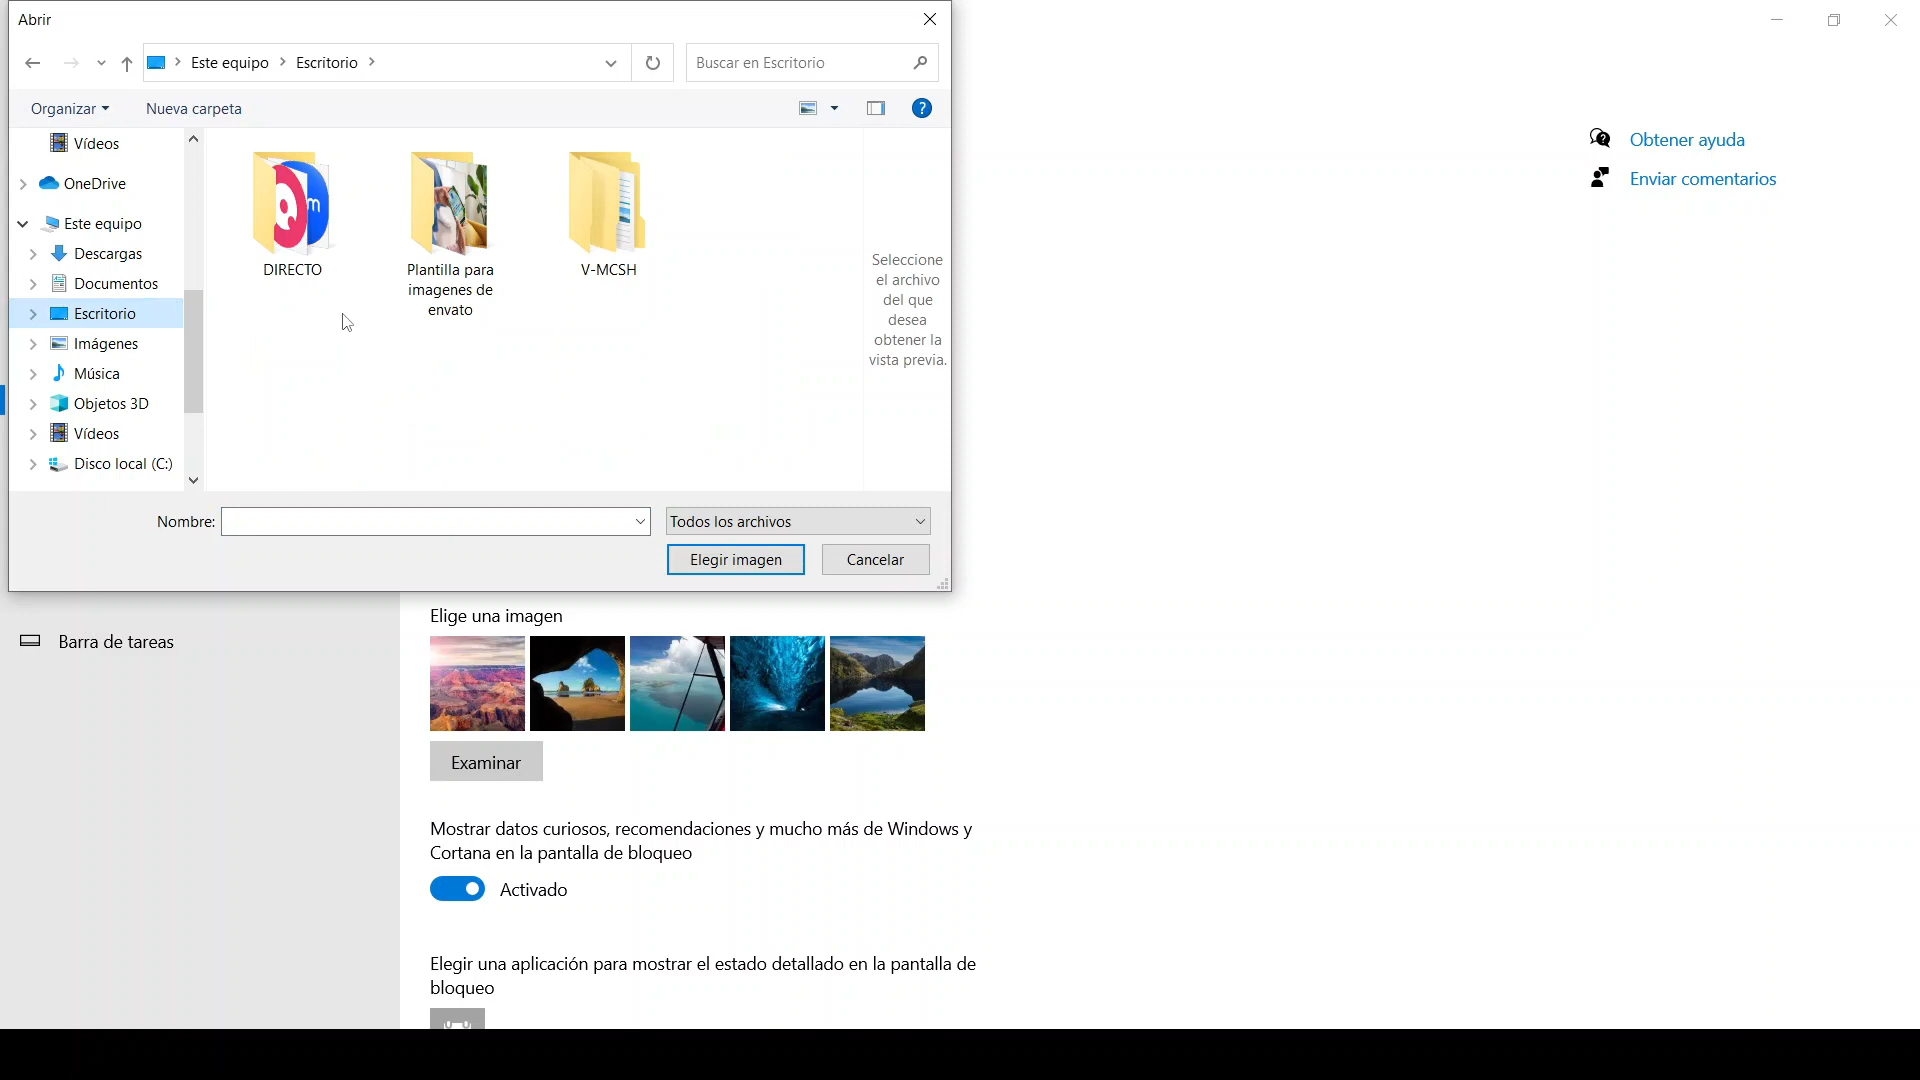 Abrir
Este equipo
Escritorio
Buscar en Escritorio
Organizar
Nueva carpeta
?
Vídeos
OneDrive
Este equipo
Descargas
Documentos
Escritorio
Imágenes
Música
Objetos 3D
Vídeos
Disco local (C:)
m
DIRECTO
Plantilla para
imagenes de
envato
V-MCSH
Seleccione
el archivo
del que
desea
obtener la
vista previa.
Nombre:
Todos los archivos
Elegir imagen
Cancelar
Obtener ayuda
Enviar comentarios
Barra de tareas
Elige una imagen
Examinar
Mostrar datos curiosos, recomendaciones y mucho más de Windows y
Cortana en la pantalla de bloqueo
Activado
Elegir una aplicación para mostrar el estado detallado en la pantalla de
bloqueo